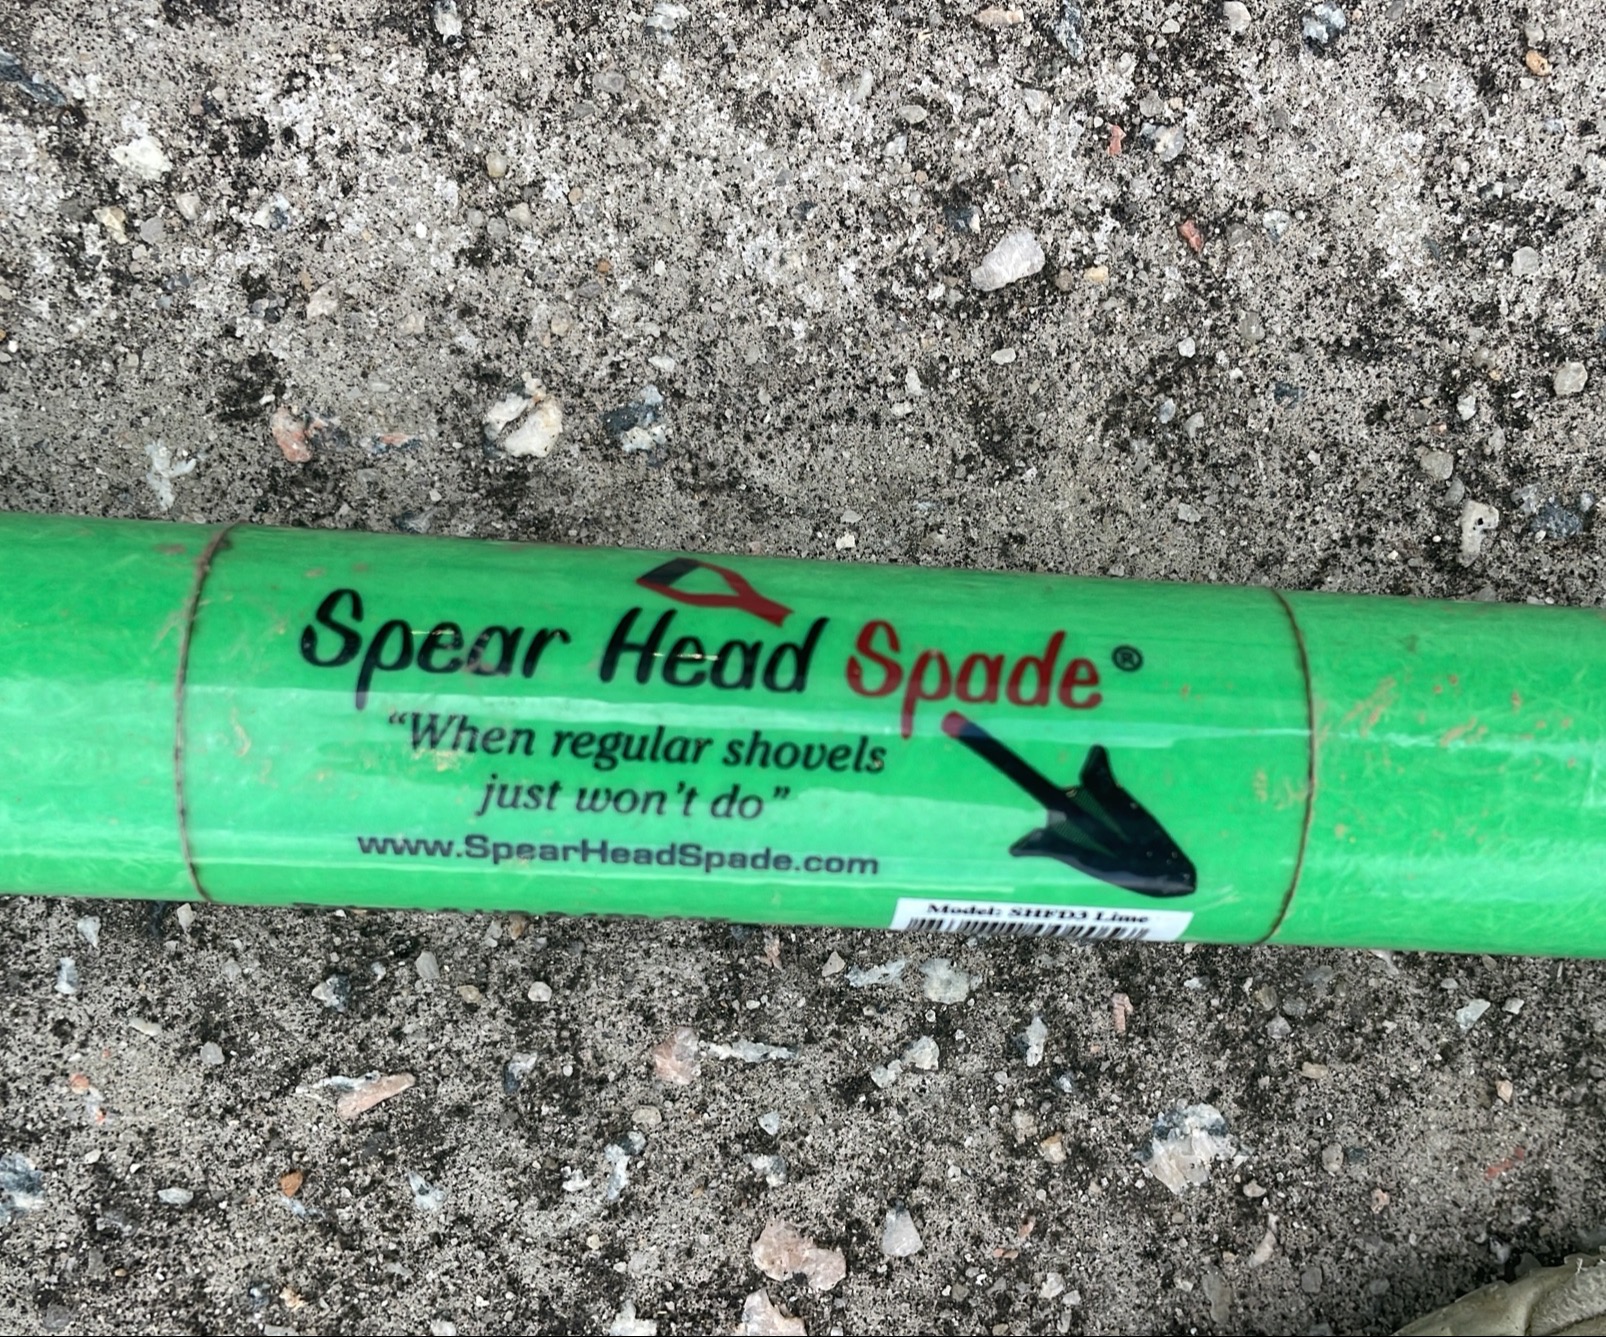 Spear Head Spade®
“When regular shovels
just won't do”
www.SpearHeadSpade.com
Model: SHFD3 Lime